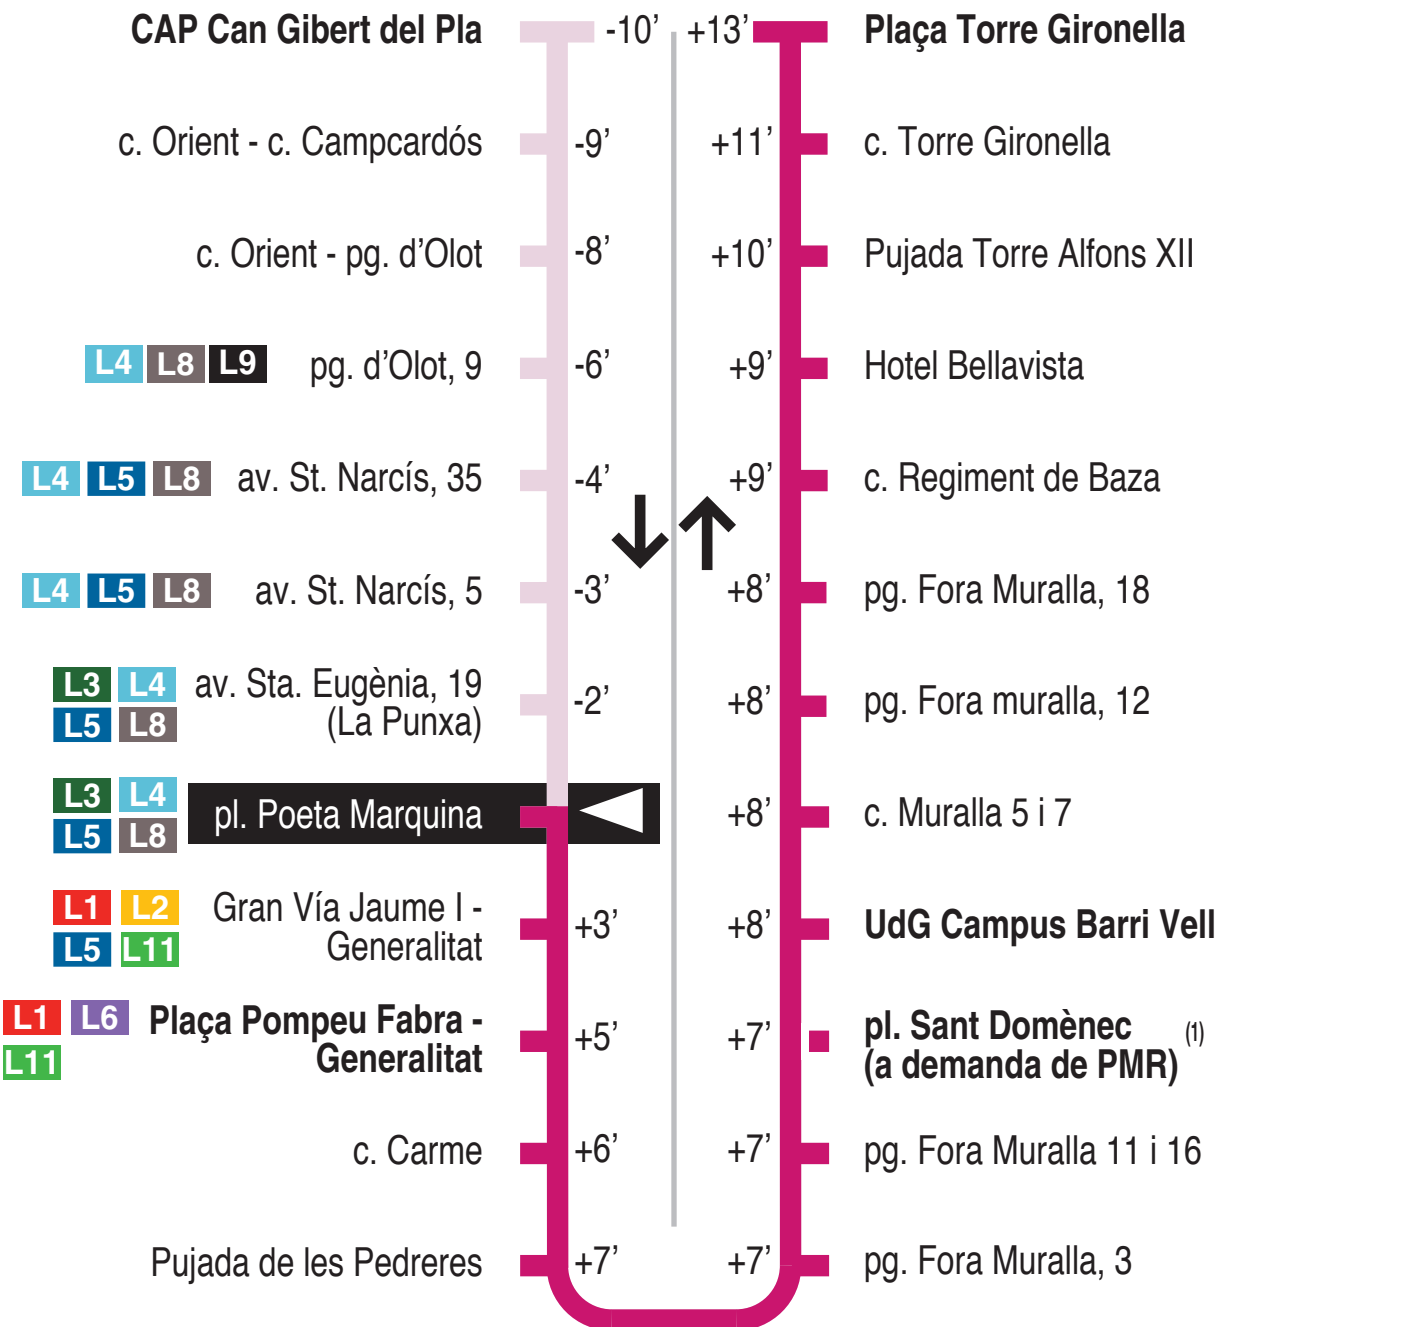 CAP Can Gibert del Pla -10’
c. Orient - c. Campcardós -9’
c. Orient - pg. d’Olot -8’
L4 L8 L9 pg. d’Olot, 9 -6’
L4 L5 L8 av. St. Narcís, 35 -4’
L4 L5 L8 av. St. Narcís, 5 -3’
L3 L4 av. Sta. Eugènia, 19
L5 L8 (La Punxa) -2’
L3 L4
L5 L8
pl. Poeta Marquina
L1 L2 Gran Vía Jaume I -
L5 L11 Generalitat +3’
L1 L6 Plaça Pompeu Fabra -
L11 Generalitat +5’
c. Carme +6’
Pujada de les Pedreres +7’
+13’ Plaça Torre Gironella
+11’ c. Torre Gironella
+10’ Pujada Torre Alfons XII
+9’ Hotel Bellavista
+9’ c. Regiment de Baza
+8’ pg. Fora Muralla, 18
+8’ pg. Fora muralla, 12
+8’ c. Muralla 5 i 7
+8’ UdG Campus Barri Vell
+7’ pl. Sant Domènec (1)
(a demanda de PMR)
+7’ pg. Fora Muralla 11 i 16
+7’ pg. Fora Muralla, 3